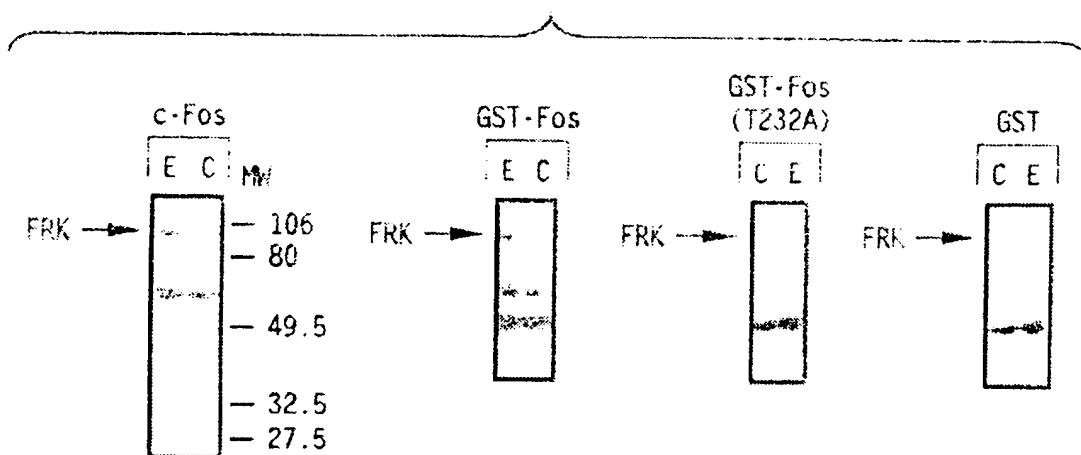 c-Fos
E C
MW
FRK
106
80
49.5
32.5
27.5
GST-Fos
E C
FRK
GST-Fos
(T232A)
C E
FRK
GST
C E
FRK